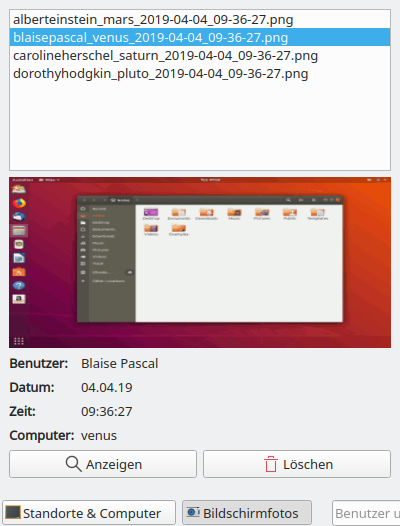 alberteinstein_mars_2019-04-04_09-36-27.png
blaisepascal_venus_2019-04-04_09-36-27.png
carolineherschel_saturn_2019-04-04_09-36-27.png
dorothyhodgkin_pluto_2019-04-04_09-36-27.png
Benutzer: Blaise Pascal
Datum: 04.04.19
Zeit: 09:36:27
Computer: venus
Anzeigen Löschen
Standorte & Computer Bildschirmfotos Benutzer u